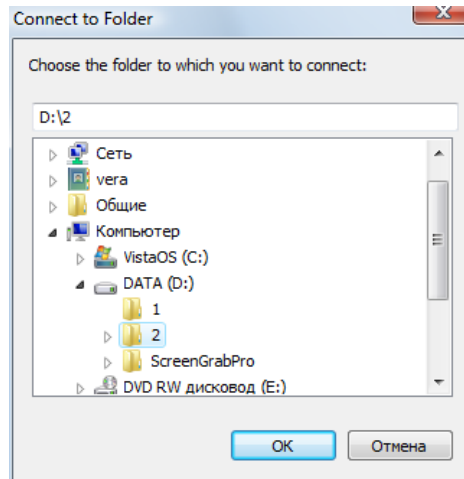 Connect to Folder
Choose the folder to which you want to connect:
D:\2
Сеть
vera
Общие
Компьютер
VistaOS (C:)
DATA (D:)
1
2
ScreenGrabPro
DVD RW дисковод (E:)
OK
Отмена